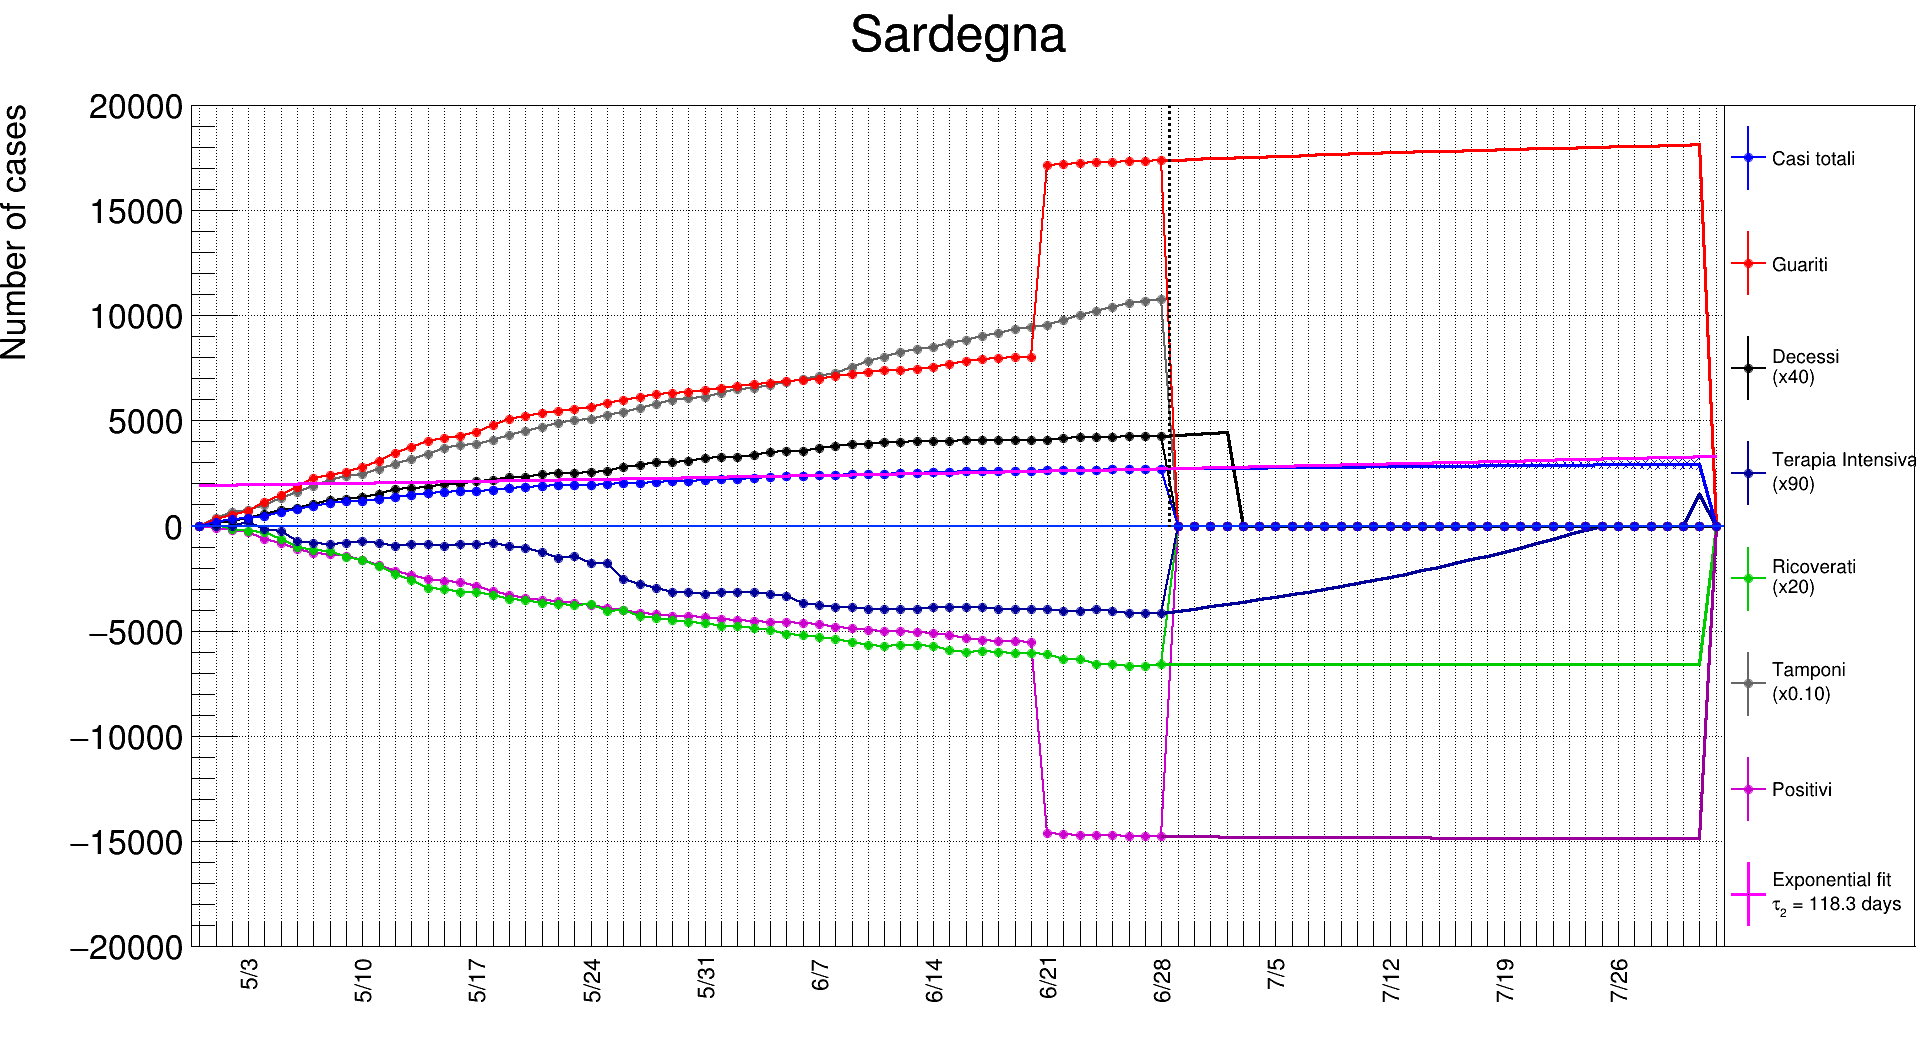 Sardegna
Number of cases
20000
15000
10000
5000
0
−5000
−10000
−15000
−20000
5/3
5/10
5/17
5/24
5/31
6/7
6/14
6/21
6/28
7/5
7/12
7/19
7/26
Casi totali
Guariti
Decessi
(x40)
Terapia Intensiva
(x90)
Ricoverati
(x20)
Tamponi
(x0.10)
Positivi
Exponential fit
τ2 = 118.3 days